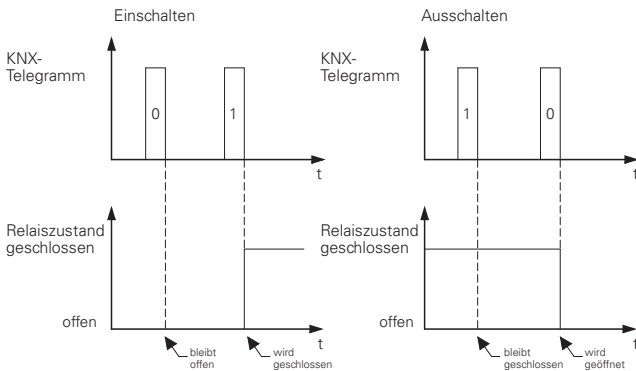 Einschalten
KNX-
Telegramm
0
1
t
Relaiszustand
geschlossen
offen
t
bleibt
offen
wird
geschlossen
Ausschalten
KNX-
Telegramm
1
0
t
Relaiszustand
geschlossen
offen
t
bleibt
geschlossen
wird
geöffnet